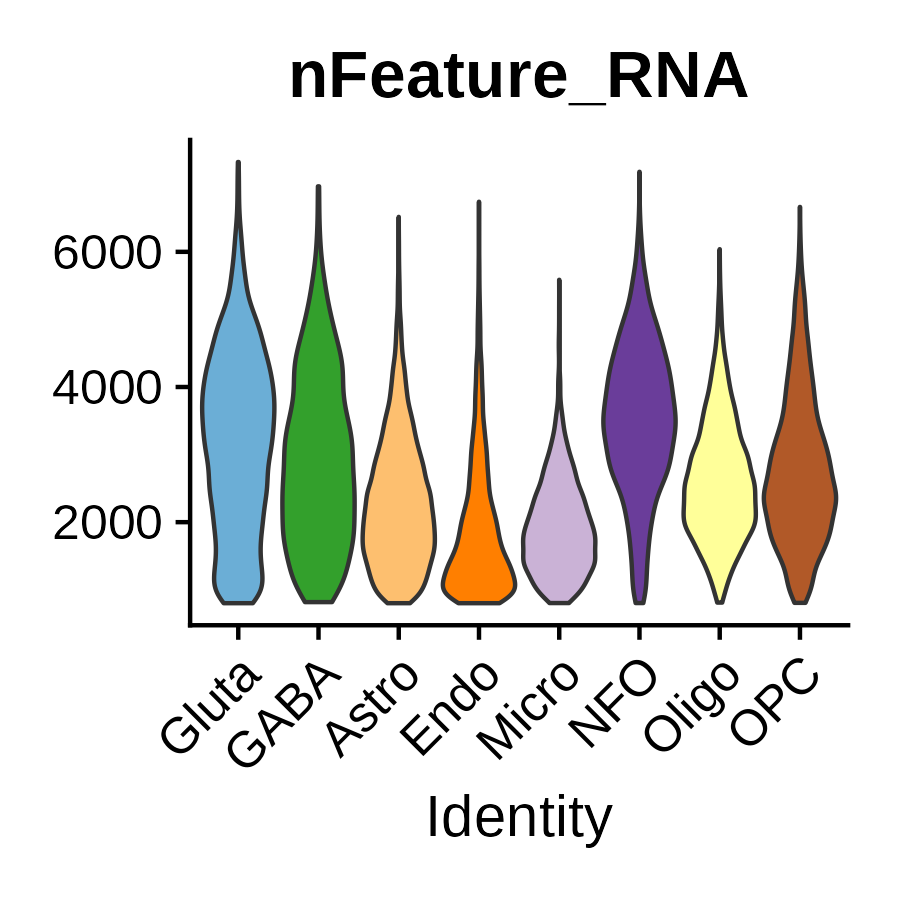 nFeature_RNA
6000
4000
2000
Gluta
GABA
Astro
Endo
Micro
NFO
Oligo
OPC
Identity